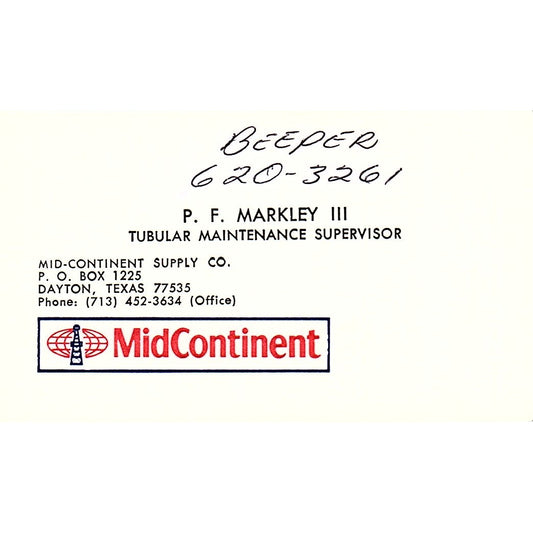 BEEPER
620-3261
P. F. MARKLEY III
TUBULAR MAINTENANCE SUPERVISOR
MID-CONTINENT SUPPLY CO.
P. O. BOX 1225
DAYTON, TEXAS 77535
Phone: (713) 452-3634 (Office)
MidContinent